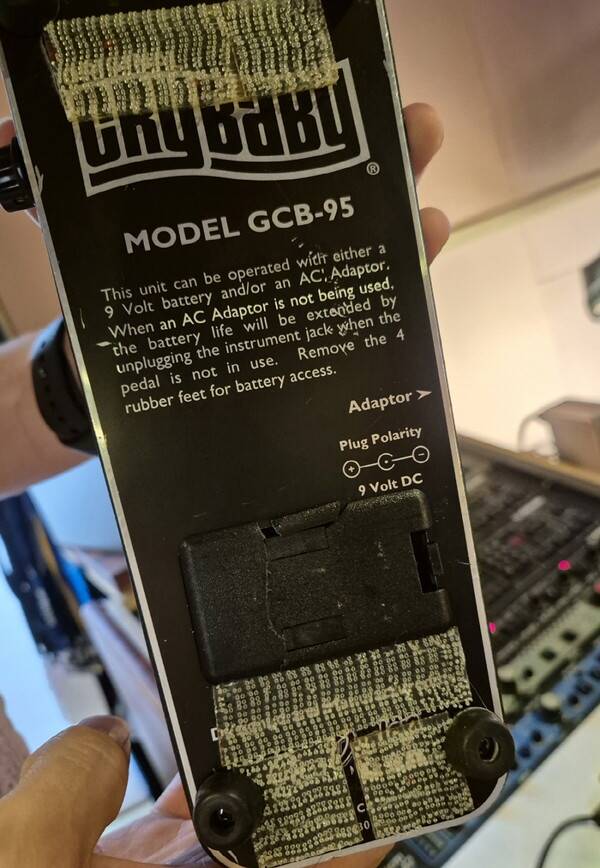 CRYBABY®
MODEL GCB-95
This unit can be operated with either a
9 Volt battery and/or an AC Adaptor.
When an AC Adaptor is not being used,
the battery life will be extended by
unplugging the instrument jack when the
pedal is not in use. Remove the 4
rubber feet for battery access.
Adaptor >
Plug Polarity
+ C −
9 Volt DC